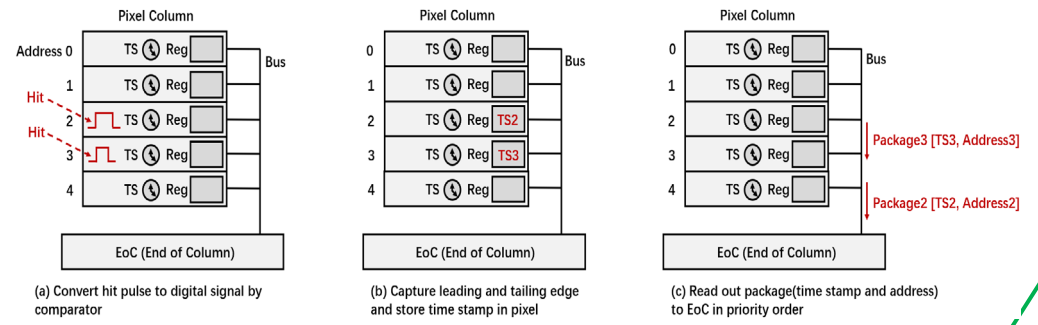 Pixel Column
Address 0 TS Reg
Bus
1 TS Reg
Hit
2 TS Reg
Hit
3 TS Reg
4 TS Reg
EoC (End of Column)
(a) Convert hit pulse to digital signal by
comparator
Pixel Column
0 TS Reg
Bus
1 TS Reg
2 TS Reg TS2
3 TS Reg TS3
4 TS Reg
EoC (End of Column)
(b) Capture leading and tailing edge
and store time stamp in pixel
Pixel Column
0 TS Reg
Bus
1 TS Reg
2 TS Reg
Package3 [TS3, Address3]
3 TS Reg
4 TS Reg
Package2 [TS2, Address2]
EoC (End of Column)
(c) Read out package(time stamp and address)
to EoC in priority order